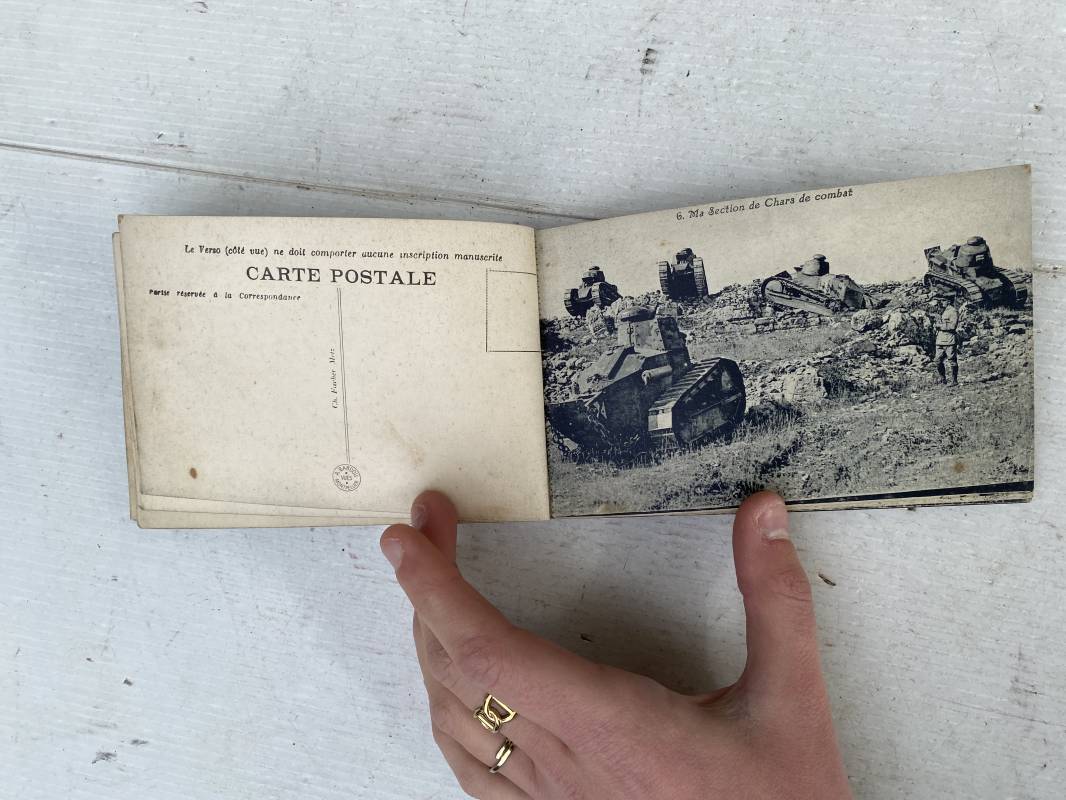 Le Verso (côté vue) ne doit comporter aucune inscription manuscrite
CARTE POSTALE
Partie réservée à la Correspondance
VUES
6. Ma Section de Chars de combat